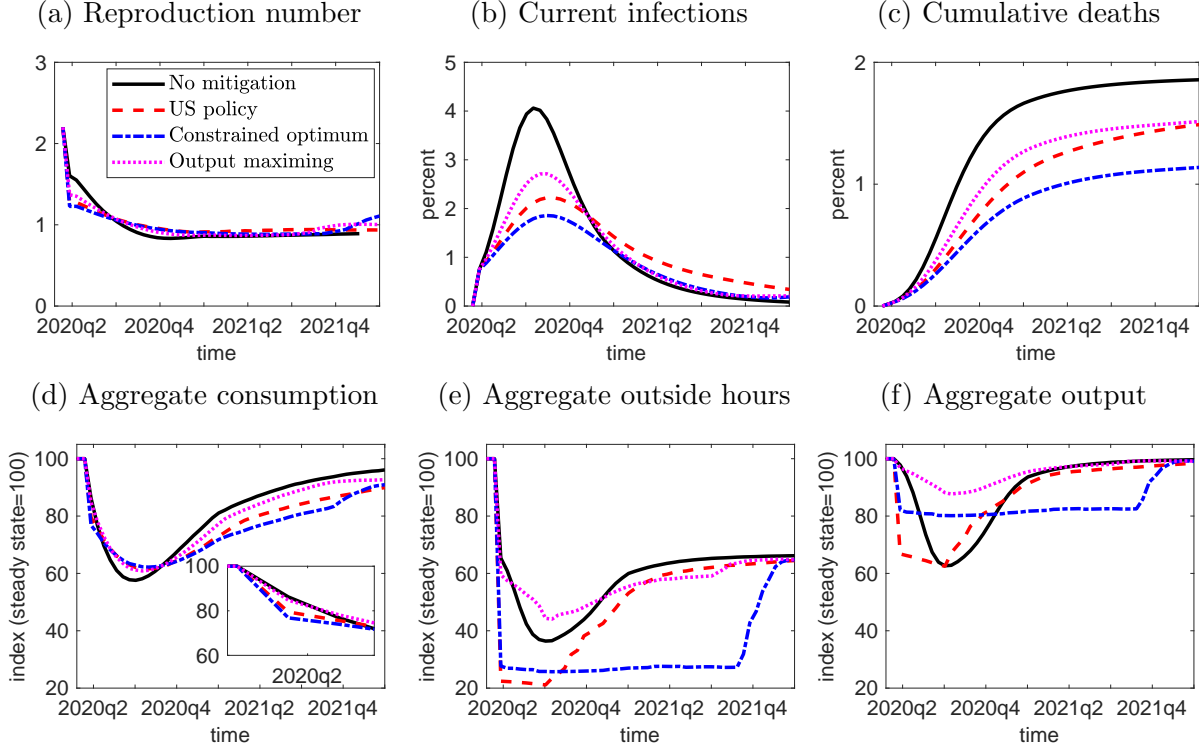 (a) Reproduction number
(b) Current infections
(c) Cumulative deaths
3
2
1
0
No mitigation
US policy
Constrained optimum
Output maximing
2020q2 2020q4 2021q2 2021q4
time
5
4
3
2
1
0
percent
2020q2 2020q4 2021q2 2021q4
time
2
1
0
percent
2020q2 2020q4 2021q2 2021q4
time
(d) Aggregate consumption
(e) Aggregate outside hours
(f) Aggregate output
100
80
60
40
20
index (steady state=100)
100
80
60
2020q2
2020q2 2020q4 2021q2 2021q4
time
100
80
60
40
20
index (steady state=100)
2020q2 2020q4 2021q2 2021q4
time
100
80
60
40
20
index (steady state=100)
2020q2 2020q4 2021q2 2021q4
time